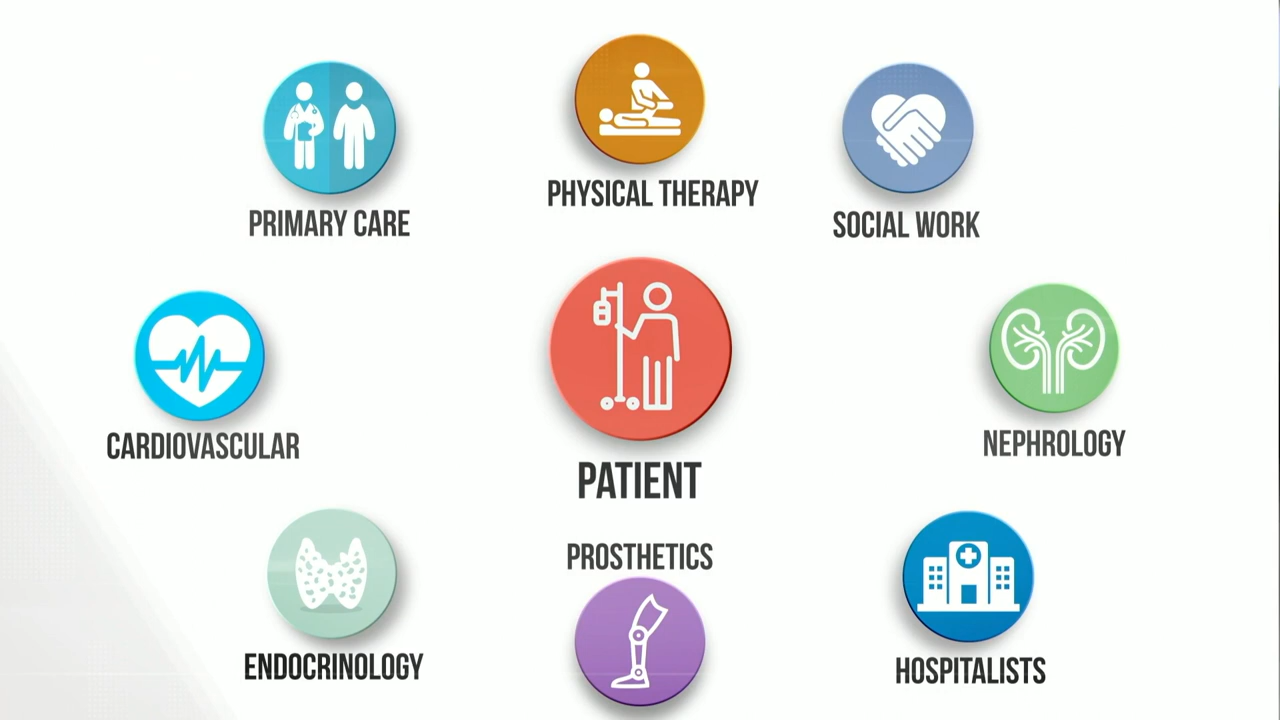 PHYSICAL THERAPY
PRIMARY CARE
SOCIAL WORK
CARDIOVASCULAR
NEPHROLOGY
PATIENT
PROSTHETICS
ENDOCRINOLOGY
HOSPITALISTS